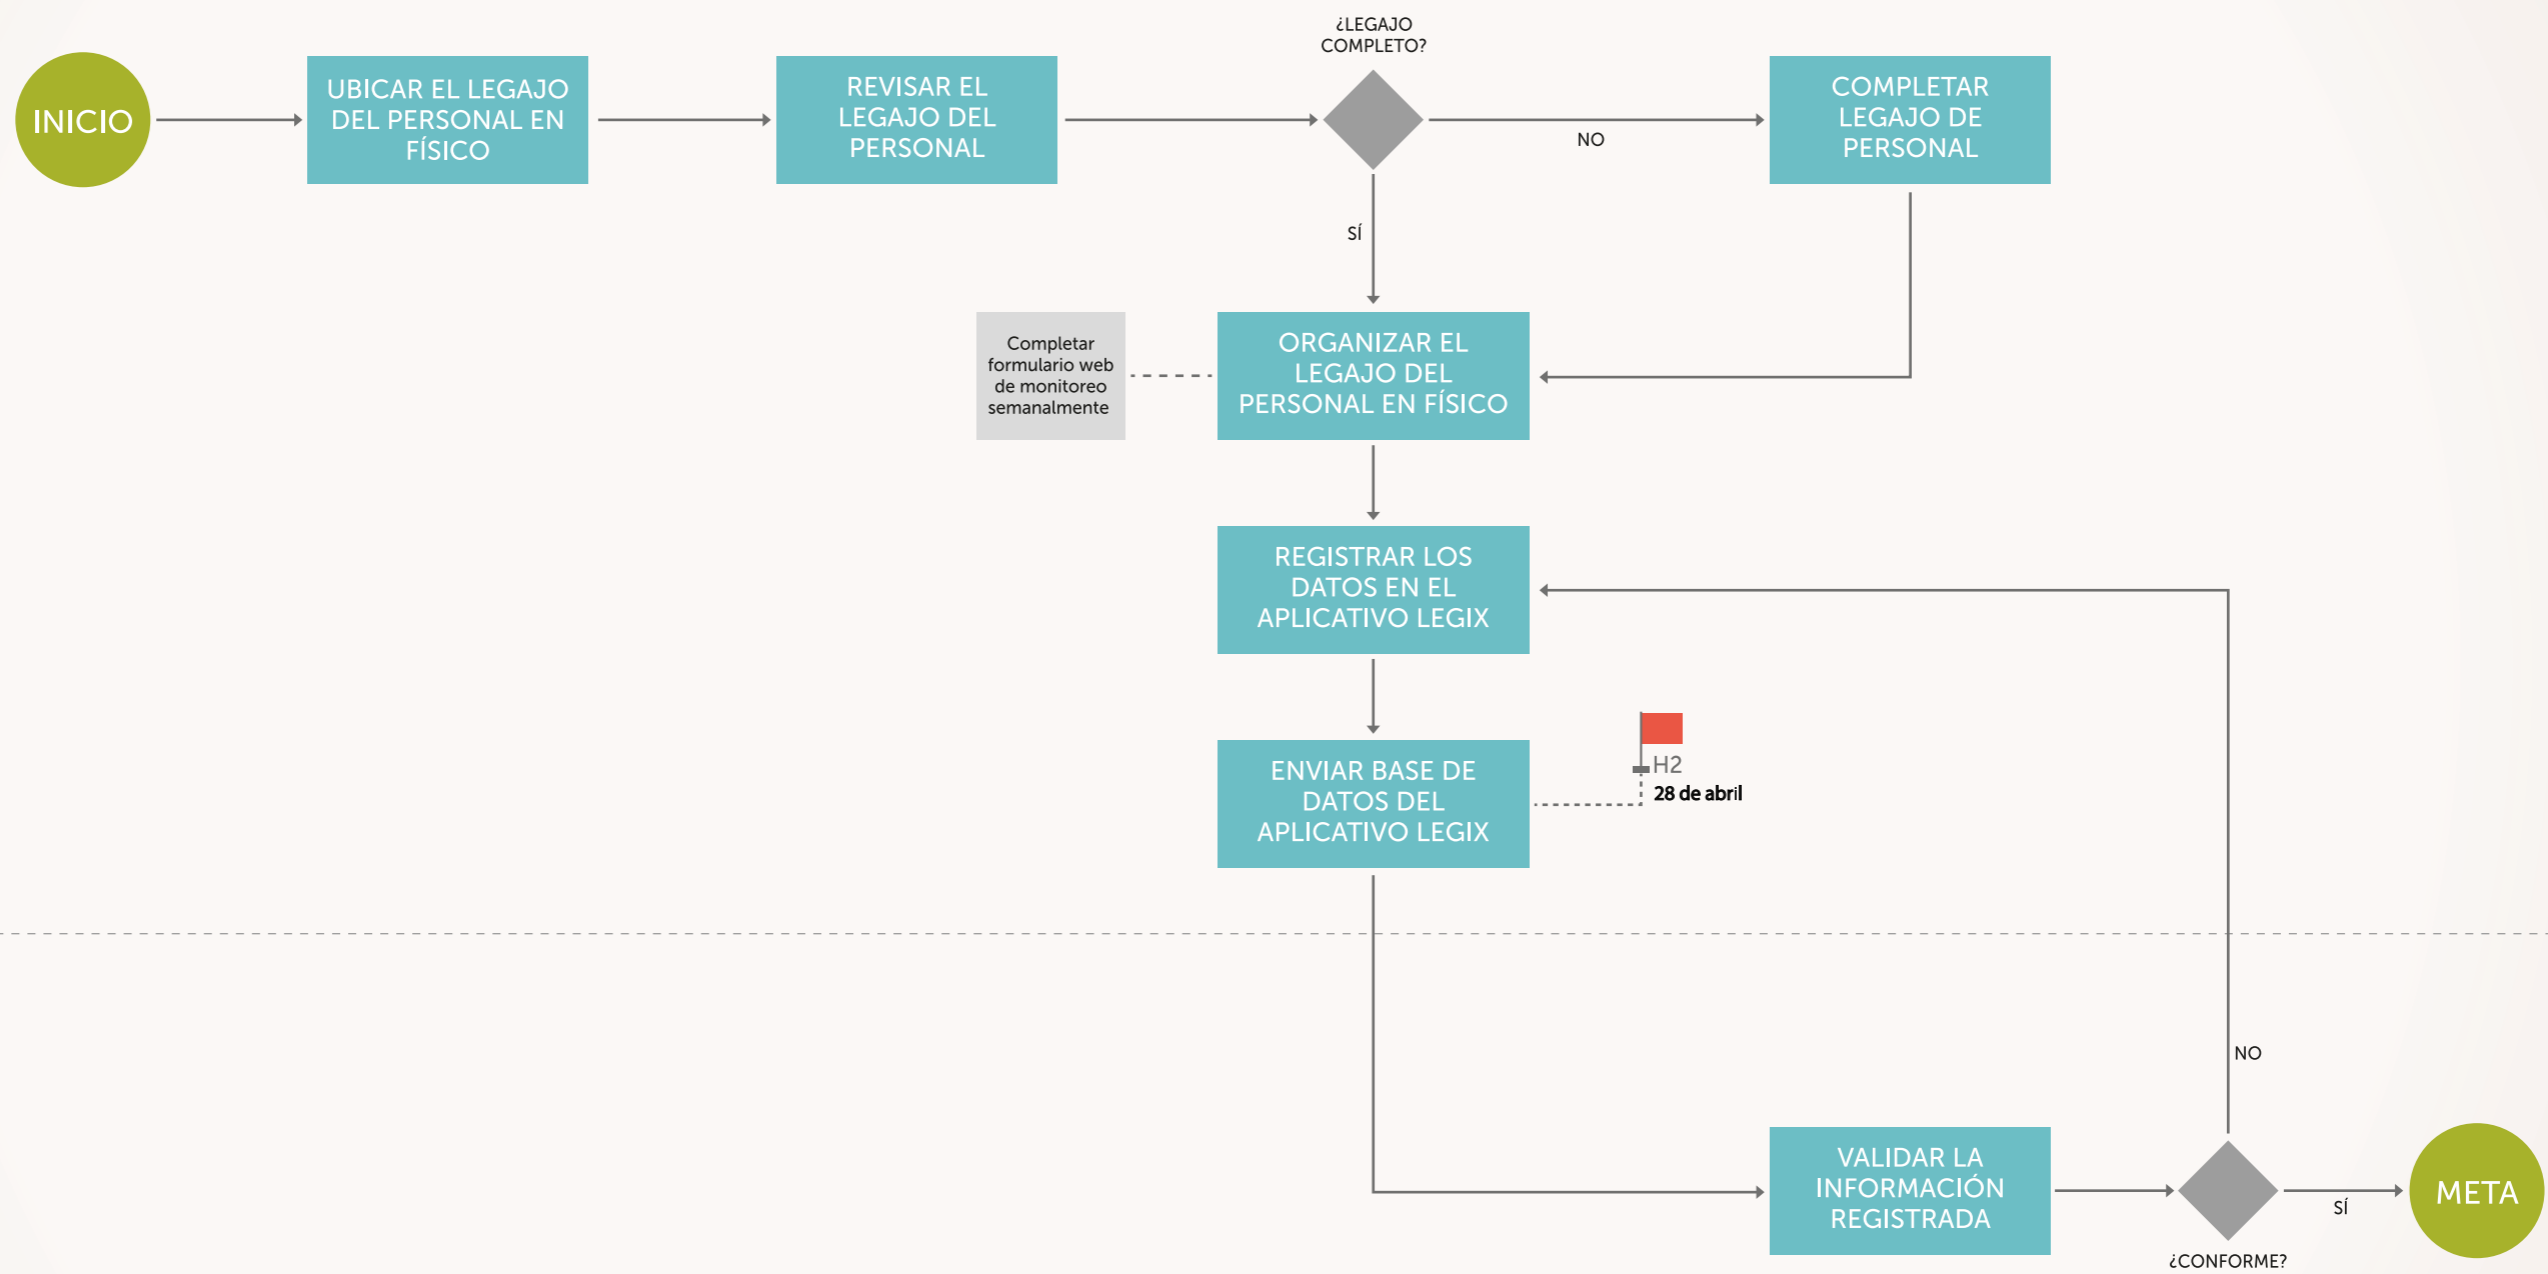 ¿LEGAJO
COMPLETO?
INICIO
UBICAR EL LEGAJO
DEL PERSONAL EN
FÍSICO
REVISAR EL
LEGAJO DEL
PERSONAL
NO
COMPLETAR
LEGAJO DE
PERSONAL
SÍ
Completar
formulario web
de monitoreo
semanalmente
ORGANIZAR EL
LEGAJO DEL
PERSONAL EN FÍSICO
REGISTRAR LOS
DATOS EN EL
APLICATIVO LEGIX
ENVIAR BASE DE
DATOS DEL
APLICATIVO LEGIX
H2
28 de abril
NO
VALIDAR LA
INFORMACIÓN
REGISTRADA
SÍ
META
¿CONFORME?